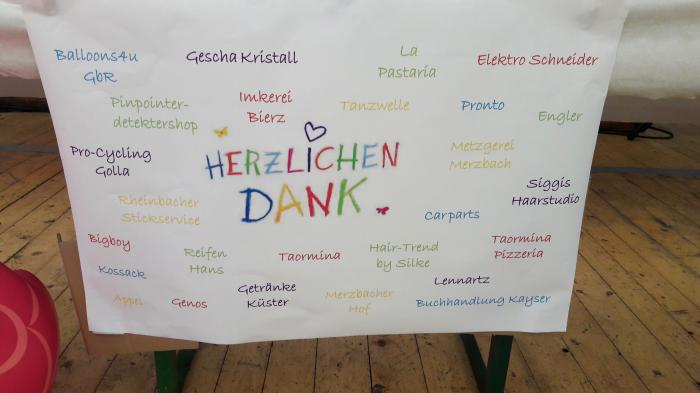 Balloons4u
GbR
Gescha Kristall
La
Pastaria
Elektro Schneider
Pinpointer-
detektershop
Imkerei
Bierz
Tanzwelle
Pronto
Engler
Pro-Cycling
Golla
HERZLICHEN
DANK
Metzgerei
Merzbach
Siggis
Haarstudio
Rheinbacher
Stickservice
Carparts
Bigboy
Reifen
Hans
Taormina
Hair-Trend
by Silke
Taormina
Pizzeria
Kossack
Appel
Genos
Getränke
Küster
Merzbacher
Hof
Lennartz
Buchhandlung Kayser